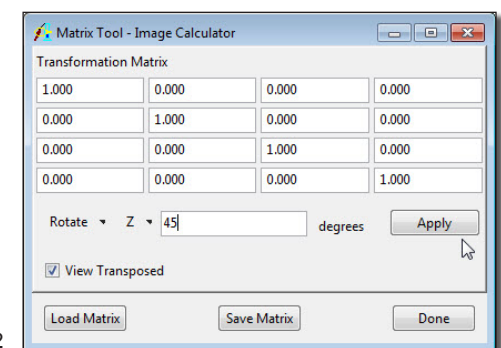 Matrix Tool - Image Calculator
Transformation Matrix
1.000 0.000 0.000 0.000
0.000 1.000 0.000 0.000
0.000 0.000 1.000 0.000
0.000 0.000 0.000 1.000
Rotate Z 45 degrees Apply
View Transposed
Load Matrix Save Matrix Done
2